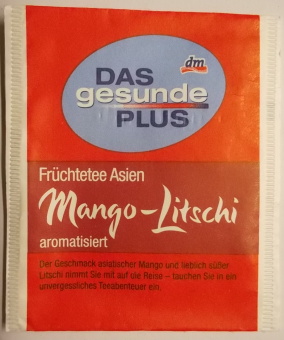 dm
DAS
gesunde
PLUS
Früchtetee Asien
Mango-Litschi
aromatisiert
Der Geschmack asiatischer Mango und lieblich süßer
Litschi nimmt Sie mit auf die Reise – tauchen Sie in ein
unvergessliches Teeabenteuer ein.